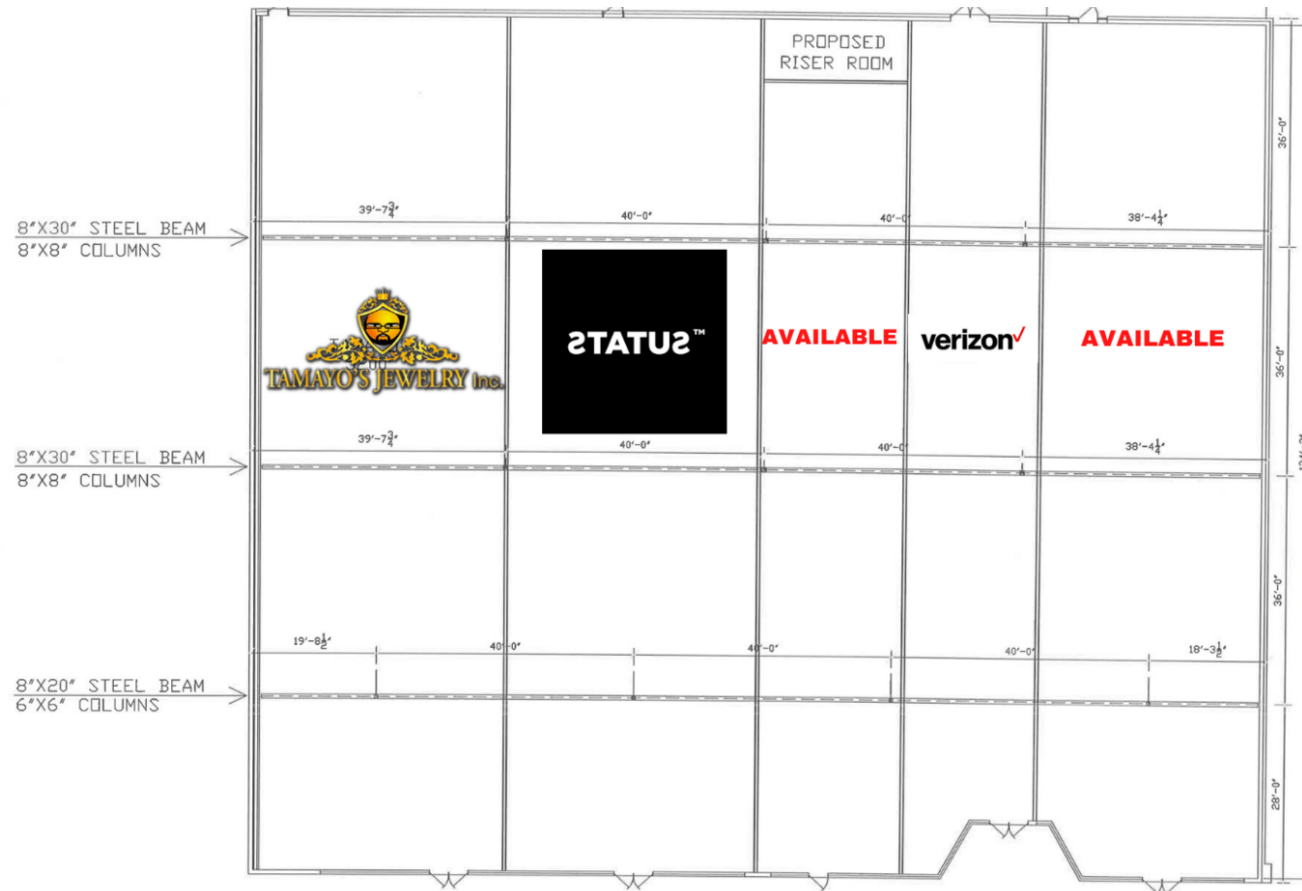 PROPOSED
RISER ROOM
36'-0"
39'-7¾"
40'-0"
40'-0
38'-4¼"
8"X30" STEEL BEAM
8"X8" COLUMNS
TAMAYO'S JEWELRY Inc.
STATUS™
AVAILABLE
verizon✓
AVAILABLE
36'-0"
39'-7¾"
40'-0"
40'-0
38'-4¼"
8"X30" STEEL BEAM
8"X8" COLUMNS
36'-0"
19'-8½"
40'-0"
40'-0"
40'-0"
18'-3½"
8"X20" STEEL BEAM
6"X6" COLUMNS
28'-0"